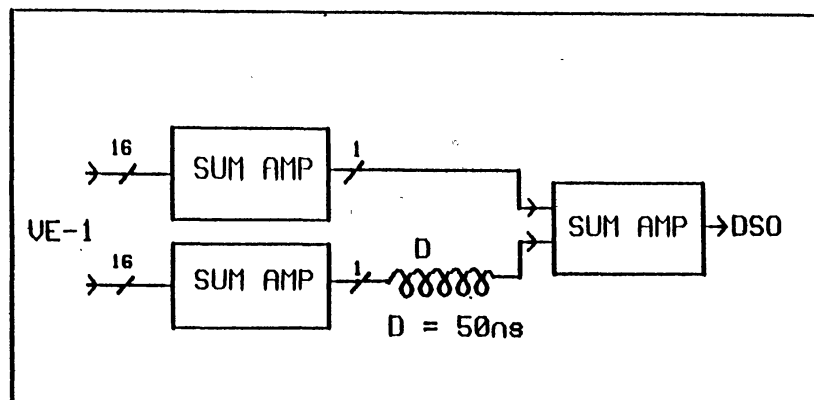 16
SUM AMP
1
VE-1
SUM AMP
DSO
16
SUM AMP
1
D
D = 50ns